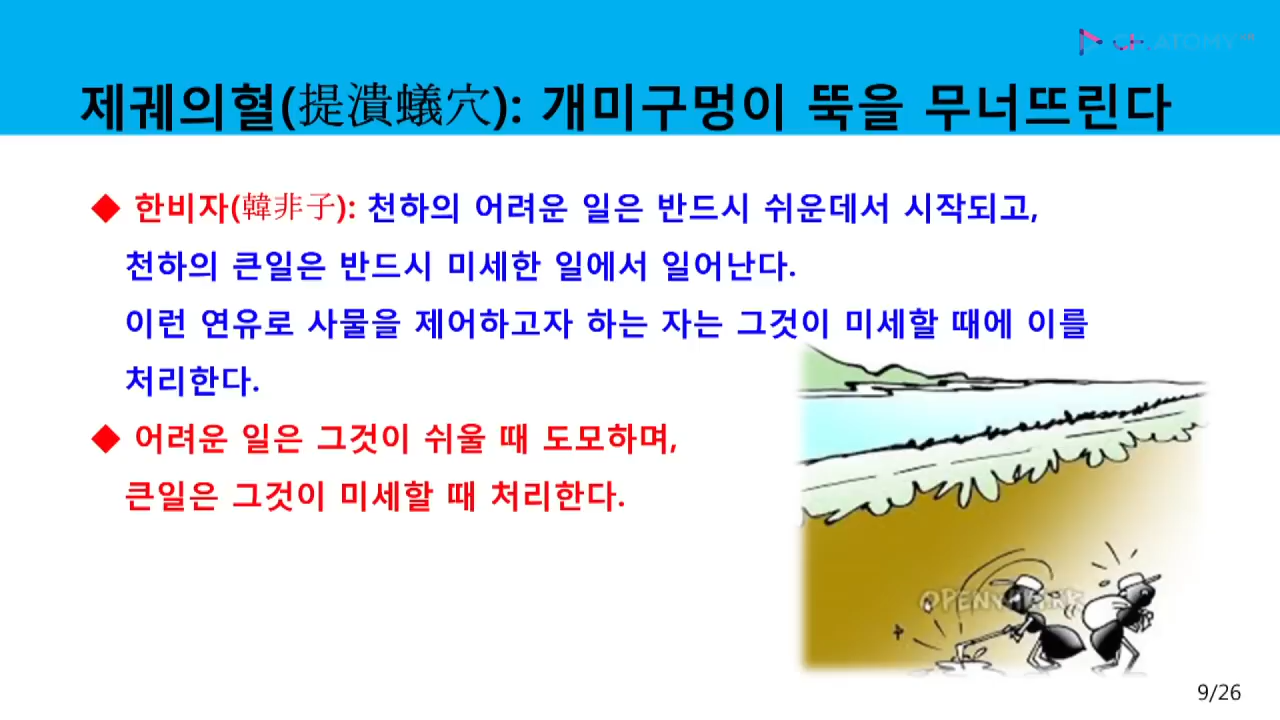 제궤의혈(提潰蟻穴): 개미구멍이 뚝을 무너뜨린다
◆ 한비자(韓非子): 천하의 어려운 일은 반드시 쉬운데서 시작되고,
천하의 큰일은 반드시 미세한 일에서 일어난다.
이런 연유로 사물을 제어하고자 하는 자는 그것이 미세할 때에 이를
처리한다.
◆ 어려운 일은 그것이 쉬울 때 도모하며,
큰일은 그것이 미세할 때 처리한다.
9/26